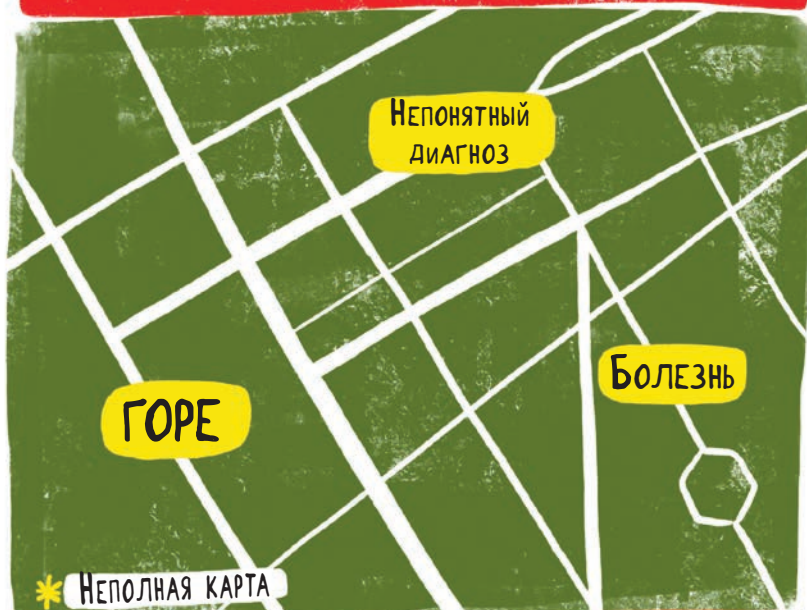 Непонятный
диагноз
Болезнь
ГОРЕ
* Неполная карта